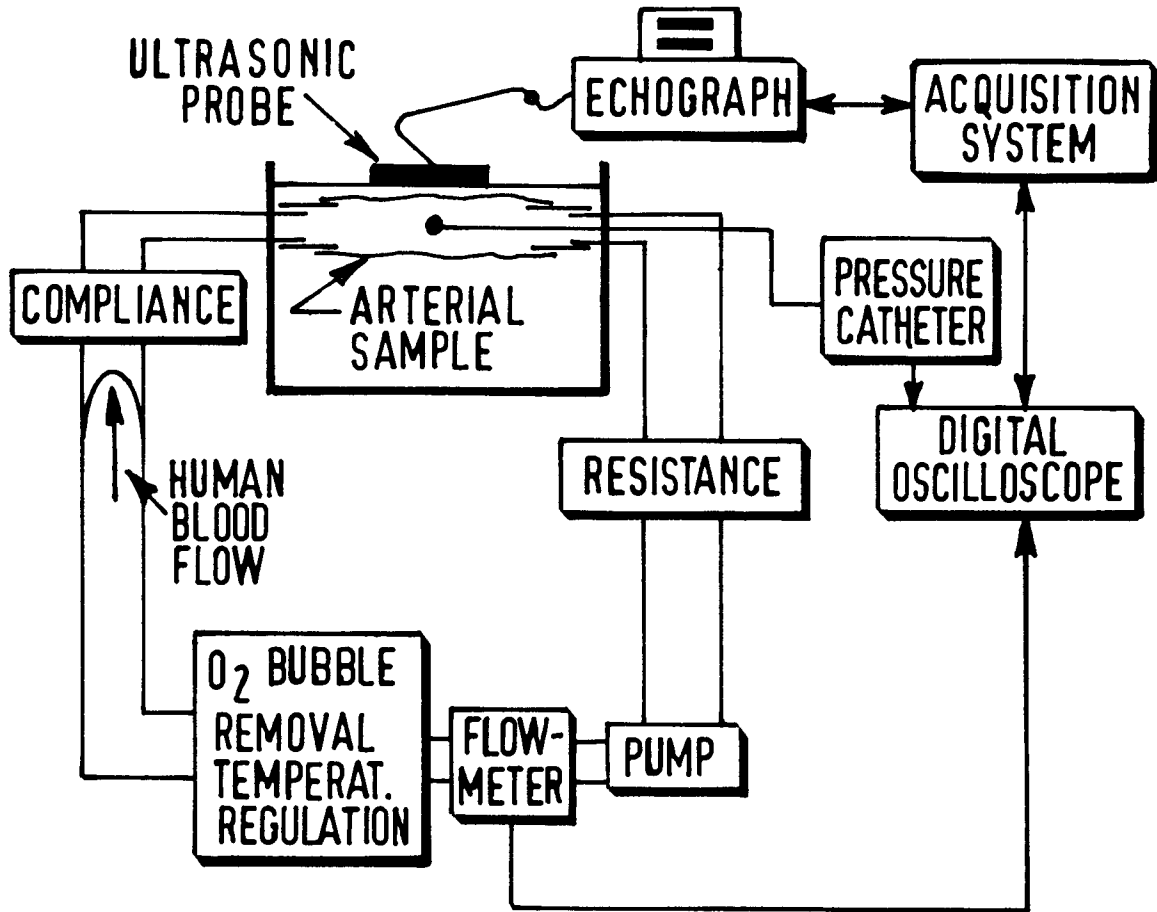 ULTRASONIC
PROBE
ECHOGRAPH
ACQUISITION
SYSTEM
COMPLIANCE
ARTERIAL
SAMPLE
PRESSURE
CATHETER
HUMAN
BLOOD
FLOW
RESISTANCE
DIGITAL
OSCILLOSCOPE
O2 BUBBLE
REMOVAL
TEMPERAT.
REGULATION
FLOW-
METER
PUMP